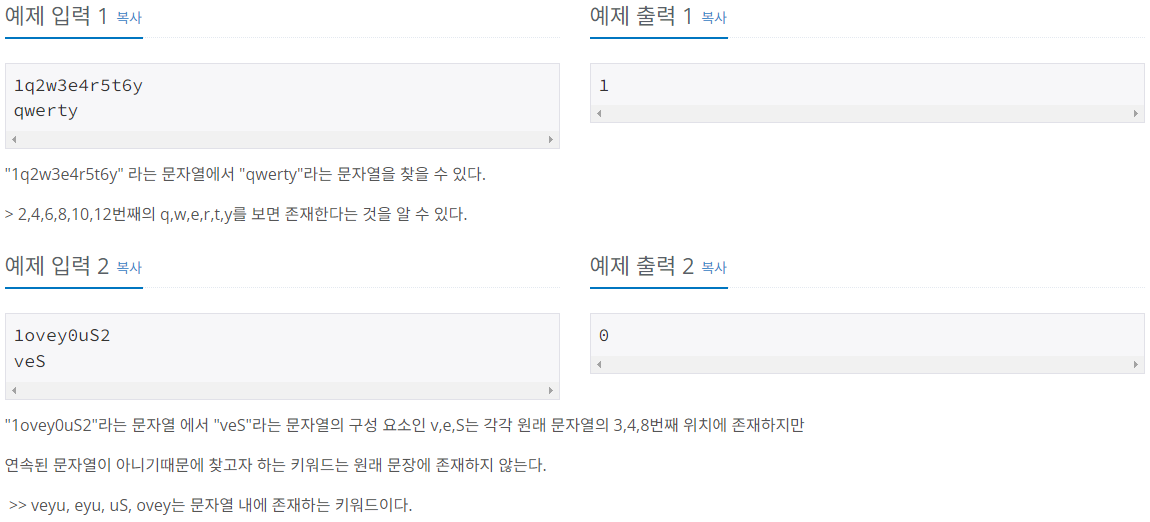 예제 입력 1 복사
예제 출력 1 복사
1q2w3e4r5t6y
qwerty
1
"1q2w3e4r5t6y" 라는 문자열에서 "qwerty"라는 문자열을 찾을 수 있다.
> 2,4,6,8,10,12번째의 q,w,e,r,t,y를 보면 존재한다는 것을 알 수 있다.
예제 입력 2 복사
예제 출력 2 복사
1ovey0uS2
veS
0
"1ovey0uS2"라는 문자열 에서 "veS"라는 문자열의 구성 요소인 v,e,S는 각각 원래 문자열의 3,4,8번째 위치에 존재하지만
연속된 문자열이 아니기때문에 찾고자 하는 키워드는 원래 문장에 존재하지 않는다.
>> veyu, eyu, uS, ovey는 문자열 내에 존재하는 키워드이다.